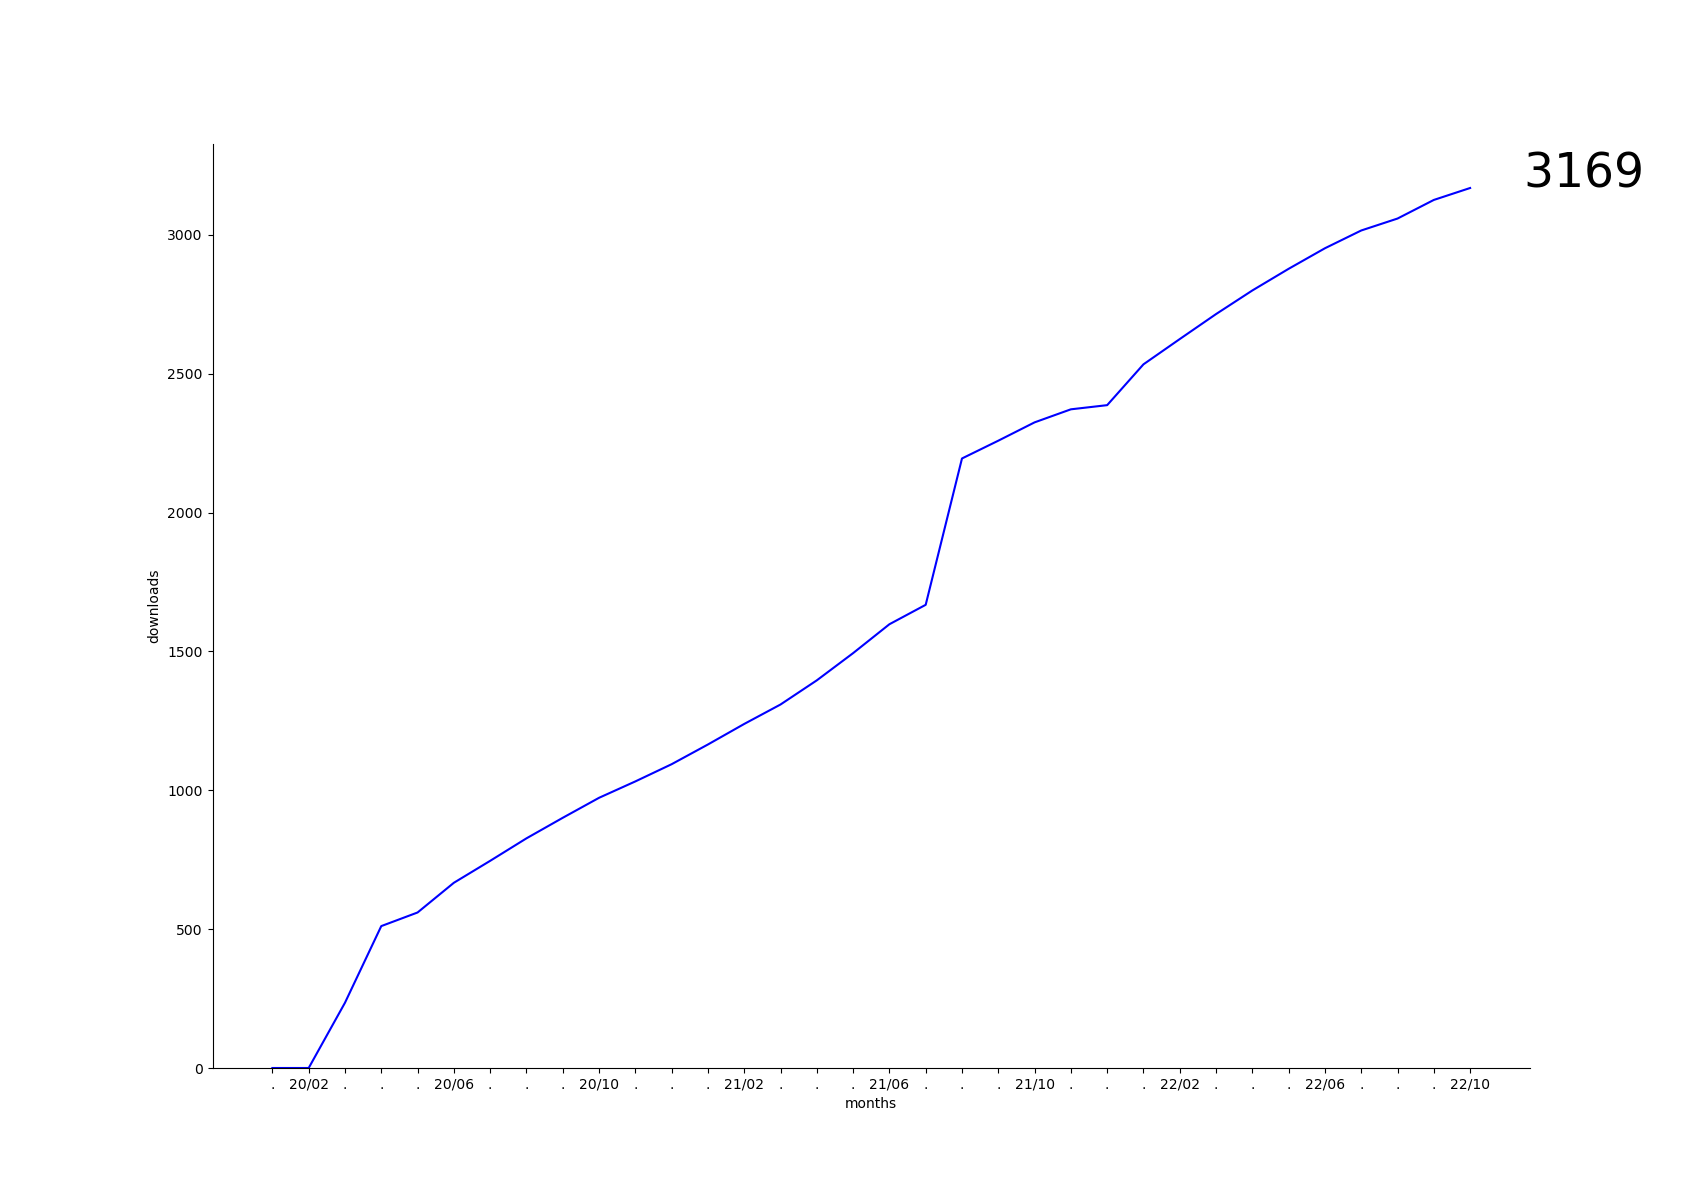 3169
3000
2500
2000
1500
1000
500
0
downloads
. 20/02 . . . 20/06 . . . 20/10 . . . 21/02 . . . 21/06 . . . 21/10 . . . 22/02 . . . 22/06 . . . 22/10
months